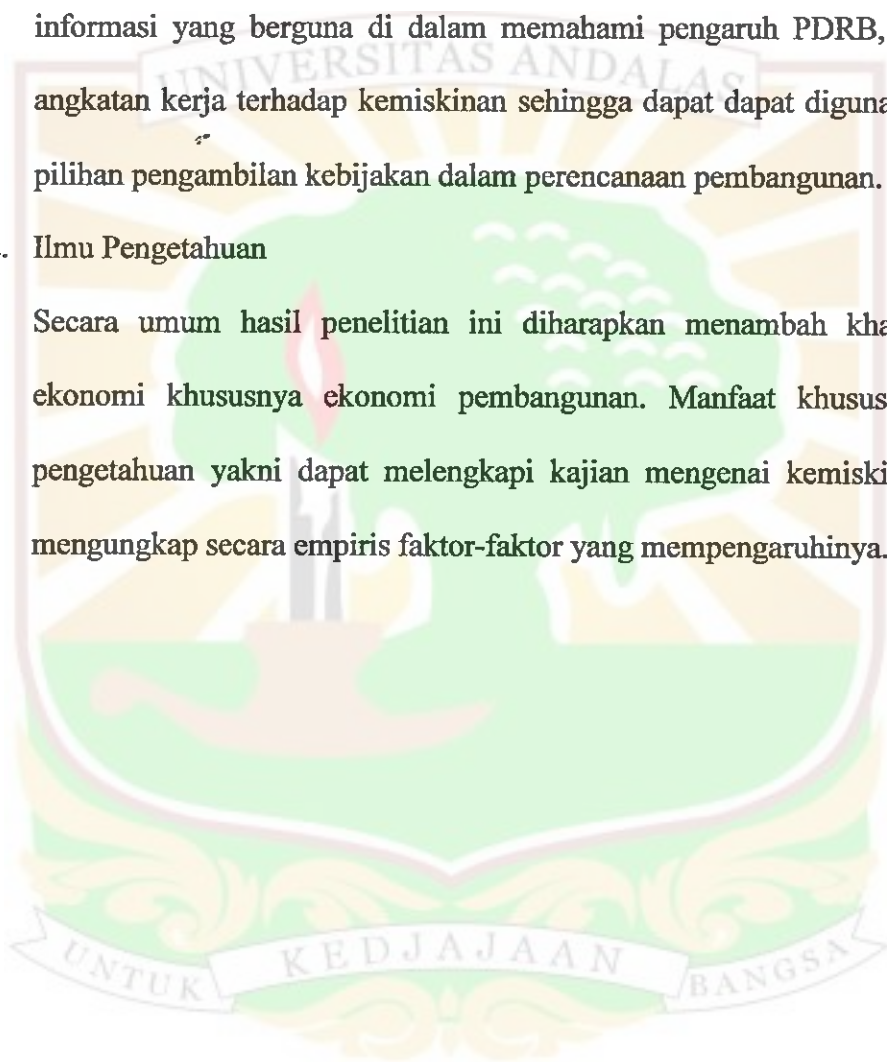 informasi yang berguna di dalam memahami pengaruh PDRB,
UNIVERSITAS ANDALAS
angkatan kerja terhadap kemiskinan sehingga dapat dapat diguna
pilihan pengambilan kebijakan dalam perencanaan pembangunan.
. Ilmu Pengetahuan
Secara umum hasil penelitian ini diharapkan menambah kha
ekonomi khususnya ekonomi pembangunan. Manfaat khusus
pengetahuan yakni dapat melengkapi kajian mengenai kemiski
mengungkap secara empiris faktor-faktor yang mempengaruhinya.
UNTUK KEDJAJAAN BANGSA